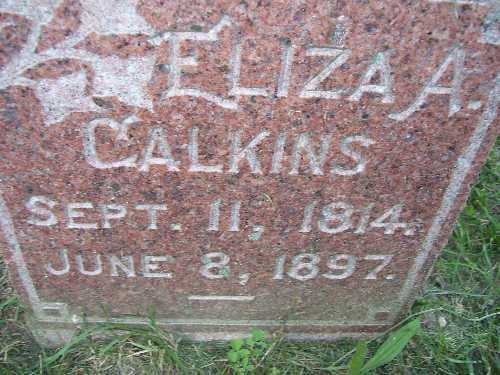 Eliza A.
Calkins
Sept. 11, 1814.
June 8, 1897.